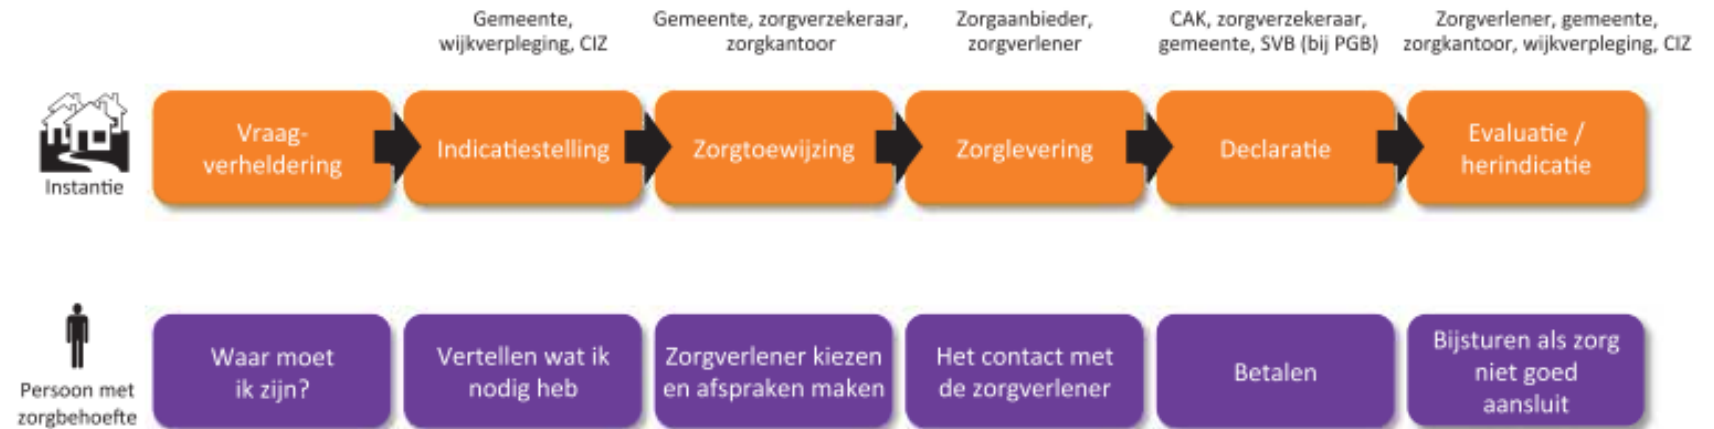 Gemeente,
wijkverpleging, CIZ
Gemeente, zorgverzekeraar,
zorgkantoor
Zorgaanbieder,
zorgverlener
CAK, zorgverzekeraar,
gemeente, SVB (bij PGB)
Zorgverlener, gemeente,
zorgkantoor, wijkverpleging, CIZ
Instantie
Vraag-
verheldering
Indicatiestelling
Zorgtoewijzing
Zorglevering
Declaratie
Evaluatie /
herindicatie
Persoon met
zorgbehoefte
Waar moet
ik zijn?
Vertellen wat ik
nodig heb
Zorgverlener kiezen
en afspraken maken
Het contact met
de zorgverlener
Betalen
Bijsturen als zorg
niet goed
aansluit